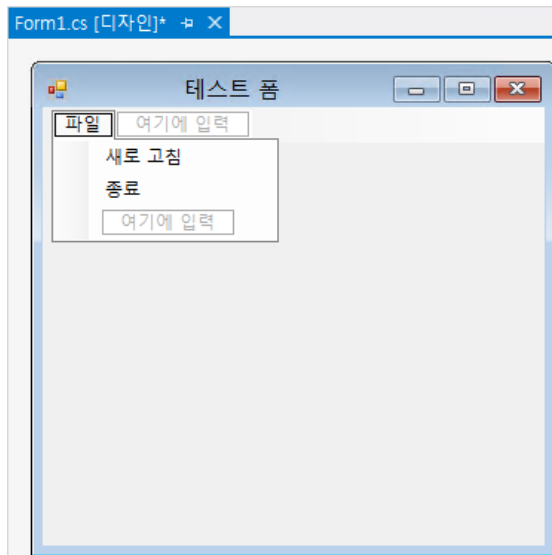 Form1.cs [디자인]*
테스트 폼
파일 여기에 입력
새로 고침
종료
여기에 입력